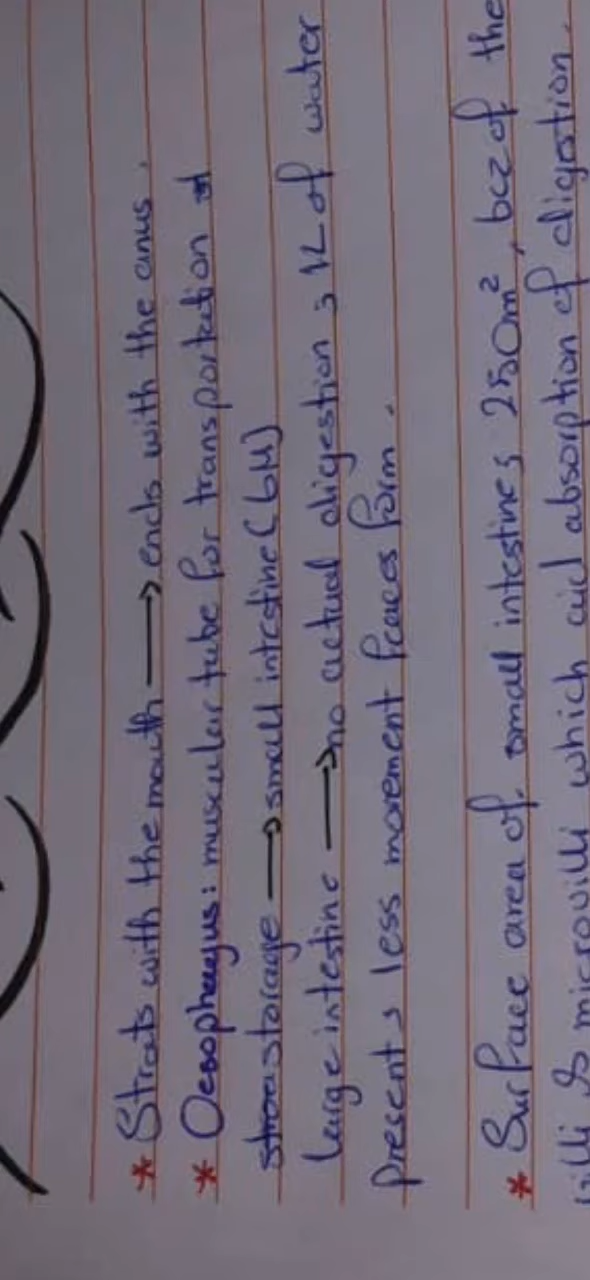 * Strats with the mouth → ends with the anus.
* Oesophagus: muscular tube for transportation
storage → small intestine (6M)
large intestine → no actual digestion, 1L of water
present, less movement feaces form.
* Surface area of small intestine; 250m², bcz of the
villi & microvilli which aid absorption of digestion.